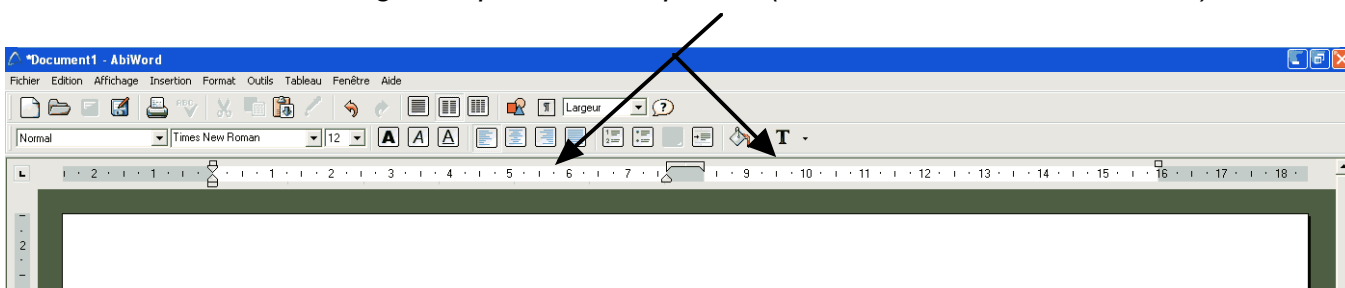 *Document1 - AbiWord
Fichier Edition Affichage Insertion Format Outils Tableau Fenêtre Aide
Largeur
Normal Times New Roman 12 A A A T
2 1 1 2 3 4 5 6 7 9 10 11 12 13 14 15 16 17 18
2